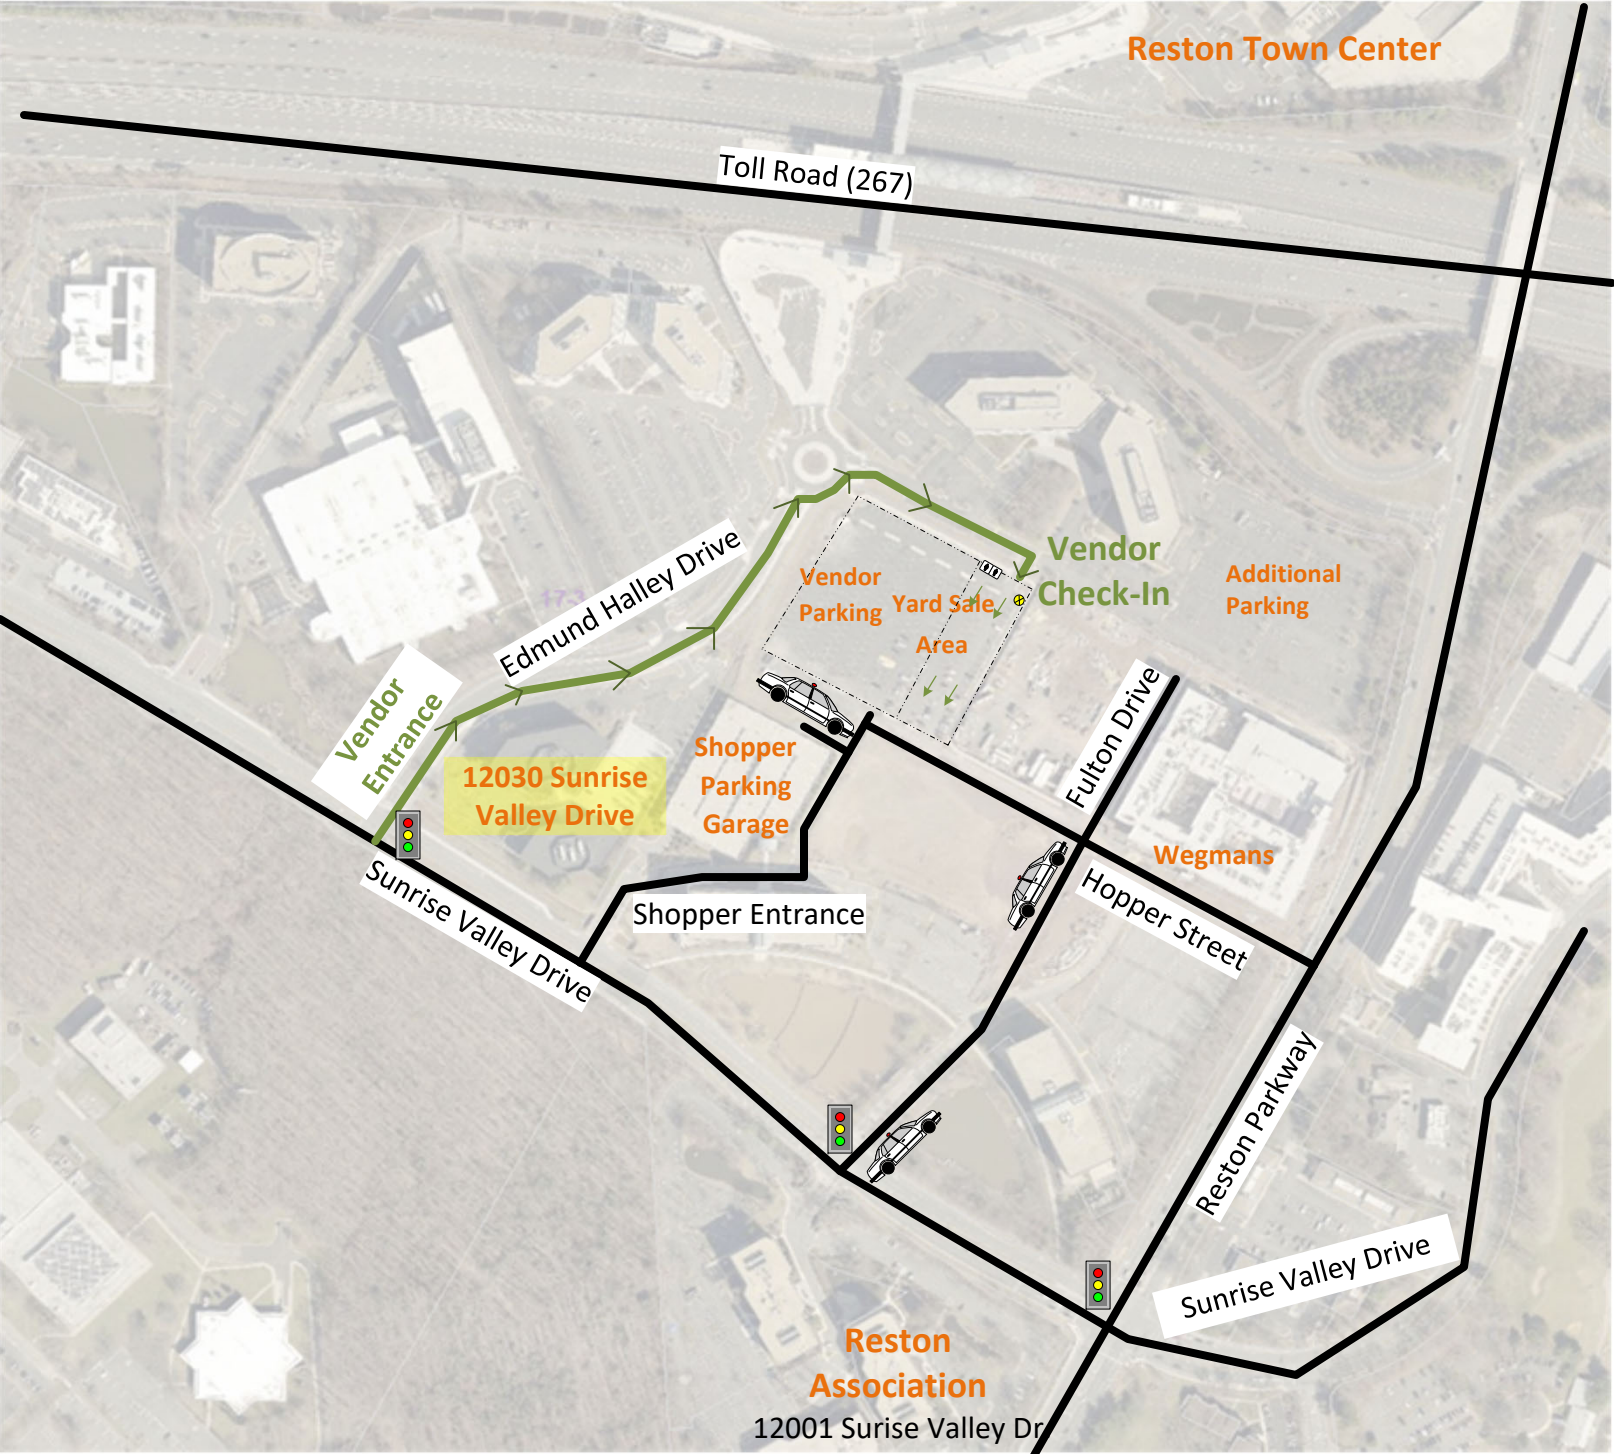 Reston Town Center
Toll Road (267)
Edmund Halley Drive
17-3
Vendor
Check-In
Additional
Parking
Vendor
Parking
Yard Sale
Area
Vendor
Entrance
Fulton Drive
12030 Sunrise
Valley Drive
Shopper
Parking
Garage
Wegmans
Sunrise Valley Drive
Shopper Entrance
Hopper Street
Reston Parkway
Sunrise Valley Drive
Reston
Association
12001 Surise Valley Dr